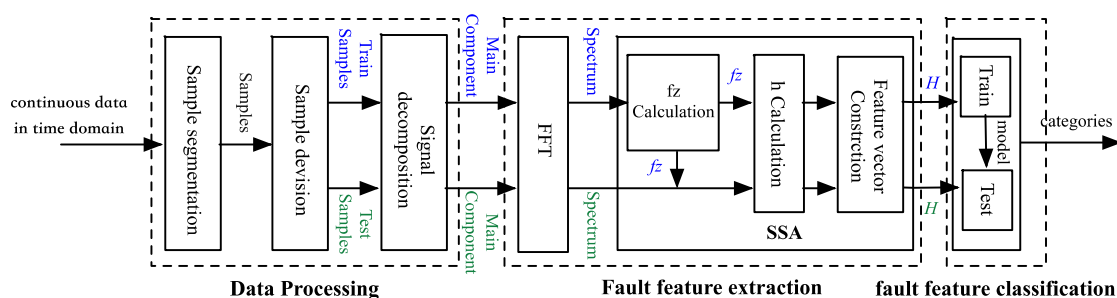 continuous data
in time domain
Sample segmentation
Samples
Sample devision
Train
Samples
Test
Samples
Signal
decomposition
Main
Component
Main
Component
FFT
Spectrum
Spectrum
fz
Calculation
fz
fz
h Calculation
Feature vector
Constrction
SSA
H
H
Train
model
Test
categories
Data Processing
Fault feature extraction
fault feature classification